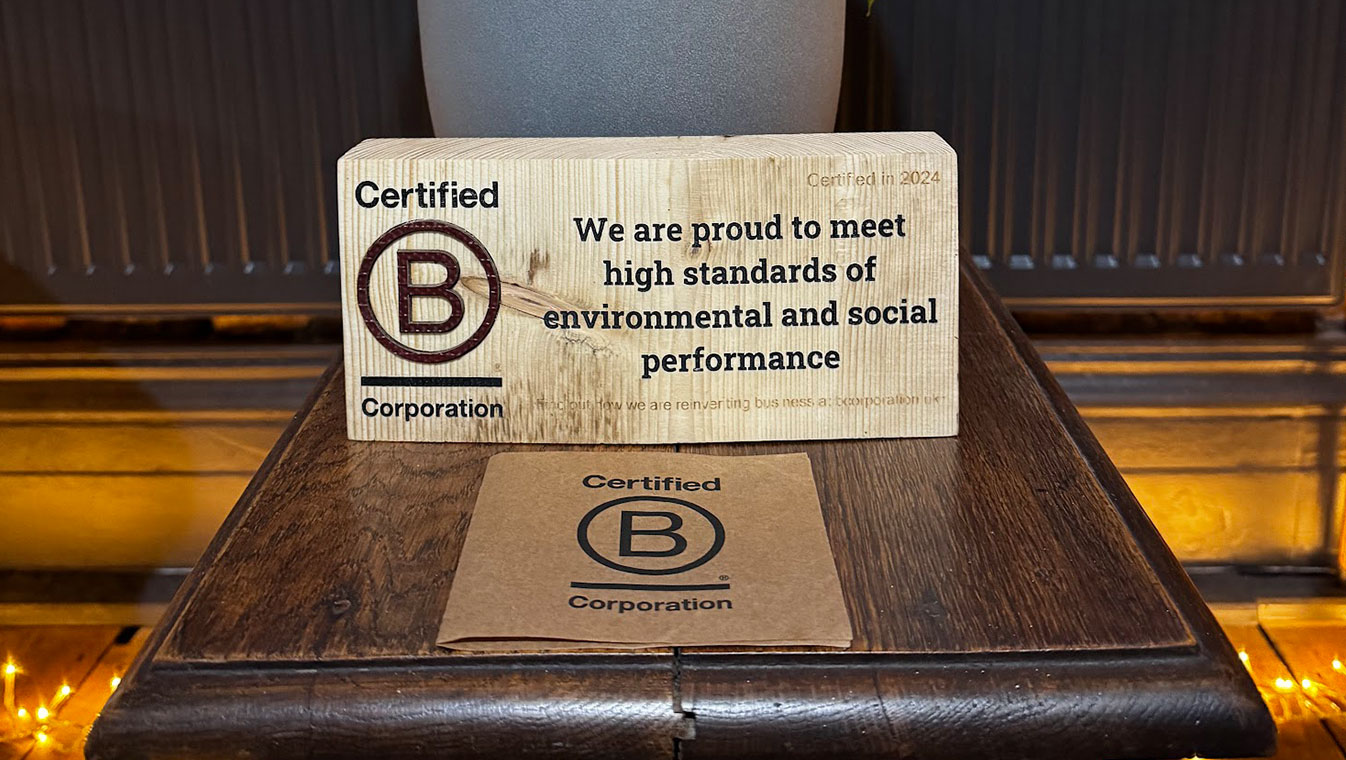 Certified
B
Corporation
Certified in 2024
We are proud to meet
high standards of
environmental and social
performance
Find out how we are reinventing business at bcorporation.uk
Certified
B
®
Corporation